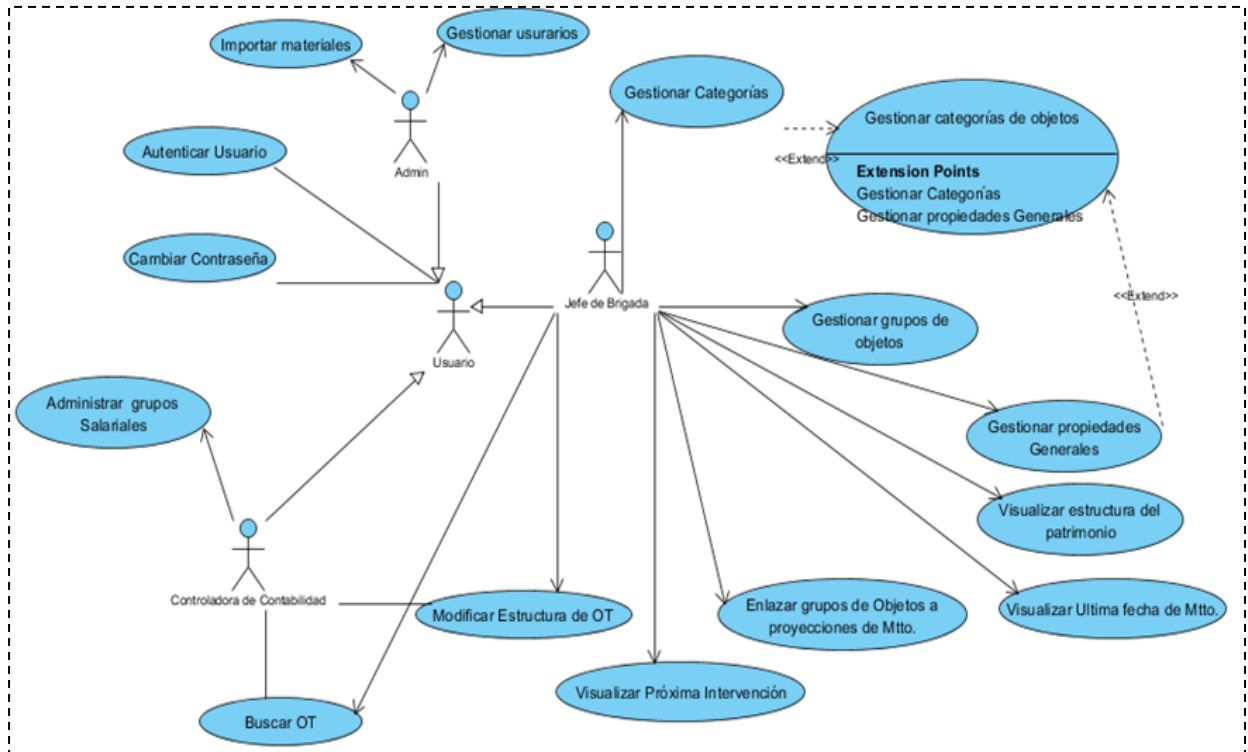 Importar materiales
Gestionar usurarios
Gestionar Categorías
Gestionar categorías de objetos
<<Extend>>
Extension Points
Gestionar Categorías
Gestionar propiedades Generales
Autenticar Usuario
Admin
Cambiar Contraseña
Jefe de Brigada
<<Extend>>
Gestionar grupos de
objetos
Usuario
Administrar grupos
Salariales
Gestionar propiedades
Generales
Visualizar estructura del
patrimonio
Controladora de Contabilidad
Modificar Estructura de OT
Enlazar grupos de Objetos a
proyecciones de Mtto.
Visualizar Ultima fecha de Mtto.
Visualizar Próxima Intervención
Buscar OT